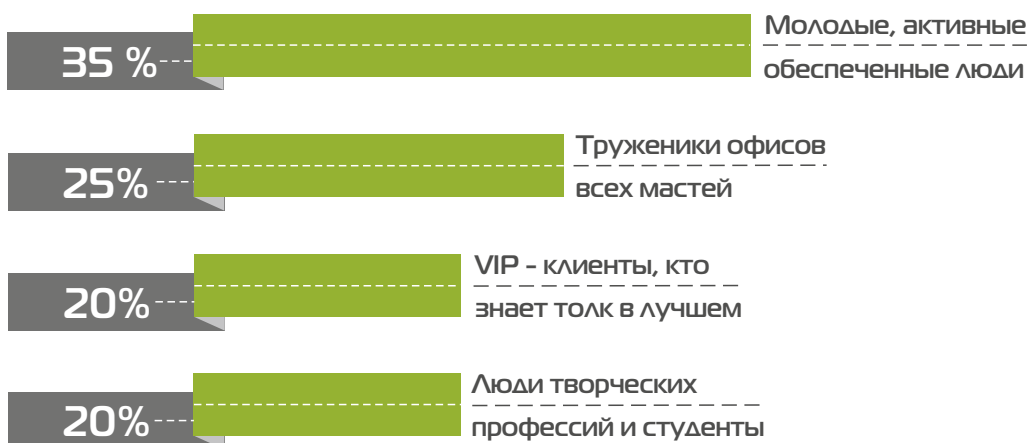 35 %
Молодые, активные
обеспеченные люди
25%
Труженики офисов
всех мастей
20%
VIP - клиенты, кто
знает толк в лучшем
20%
Люди творческих
профессий и студенты